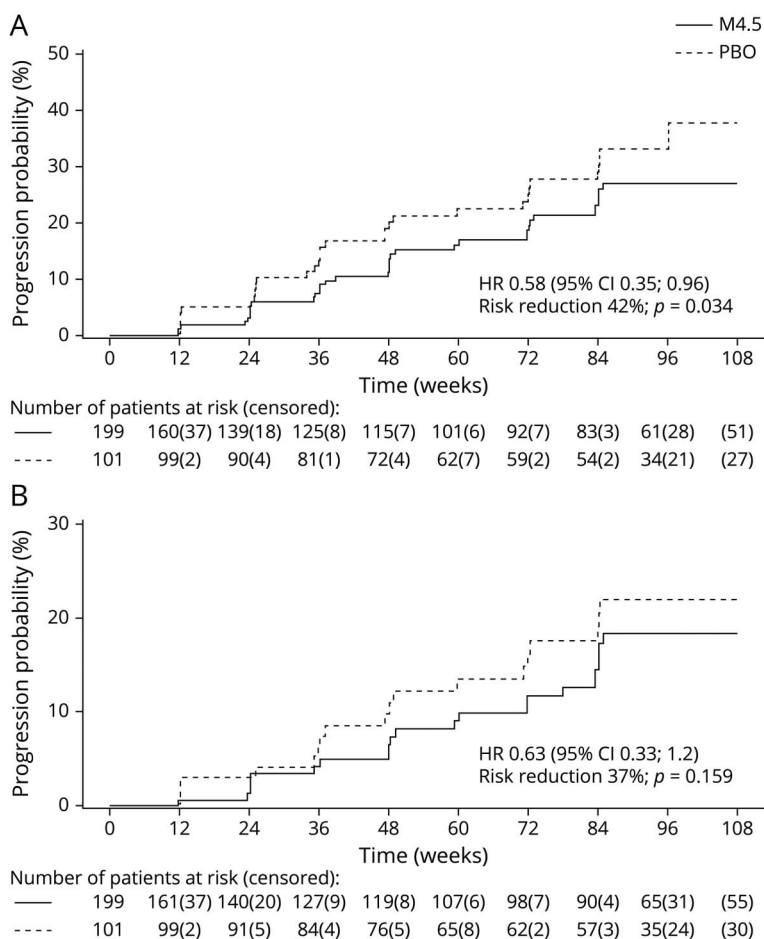 A
M4.5
PBO
Progression probability (%)
50
40
30
20
10
0
HR 0.58 (95% CI 0.35; 0.96)
Risk reduction 42%; p = 0.034
0 12 24 36 48 60 72 84 96 108
Time (weeks)
Number of patients at risk (censored):
199 160(37) 139(18) 125(8) 115(7) 101(6) 92(7) 83(3) 61(28) (51)
101 99(2) 90(4) 81(1) 72(4) 62(7) 59(2) 54(2) 34(21) (27)
B
Progression probability (%)
30
20
10
0
HR 0.63 (95% CI 0.33; 1.2)
Risk reduction 37%; p = 0.159
0 12 24 36 48 60 72 84 96 108
Time (weeks)
Number of patients at risk (censored):
199 161(37) 140(20) 127(9) 119(8) 107(6) 98(7) 90(4) 65(31) (55)
101 99(2) 91(5) 84(4) 76(5) 65(8) 62(2) 57(3) 35(24) (30)